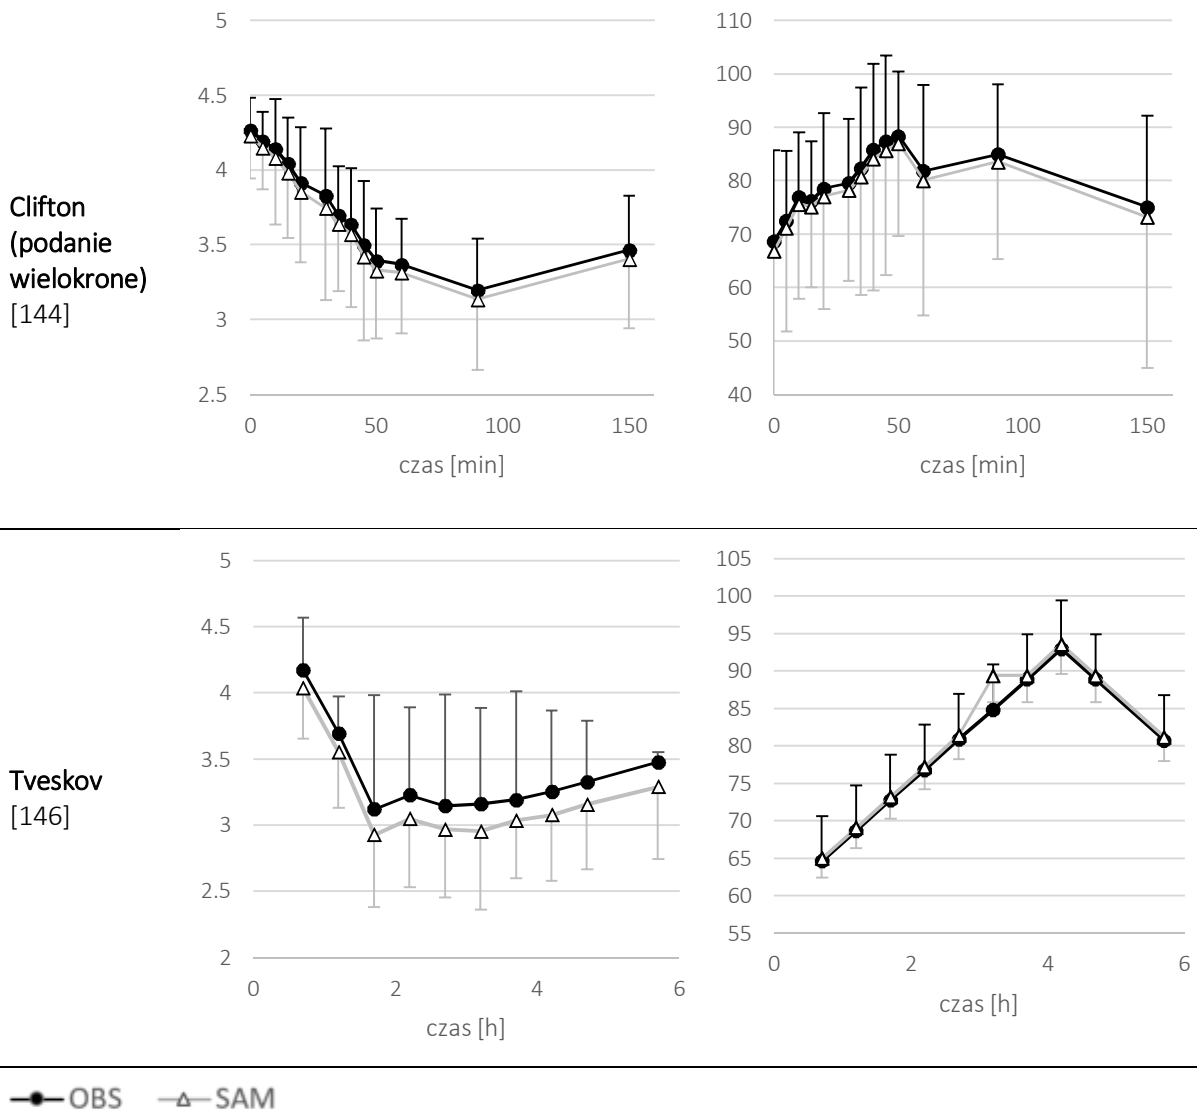 5
4.5
4
3.5
3
2.5
0 50 100 150
czas [min]
110
100
90
80
70
60
50
40
0 50 100 150
czas [min]
Clifton
(podanie
wielokrone)
[144]
5
4.5
4
3.5
3
2.5
2
0 2 4 6
czas [h]
105
100
95
90
85
80
75
70
65
60
55
0 2 4 6
czas [h]
Tveskov
[146]
OBS SAM